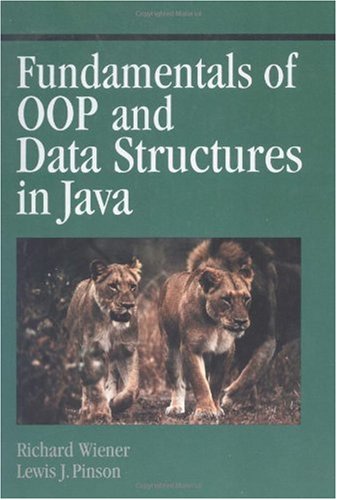 Fundamentals of
OOP and
Data Structures
in Java
Richard Wiener
Lewis J. Pinson